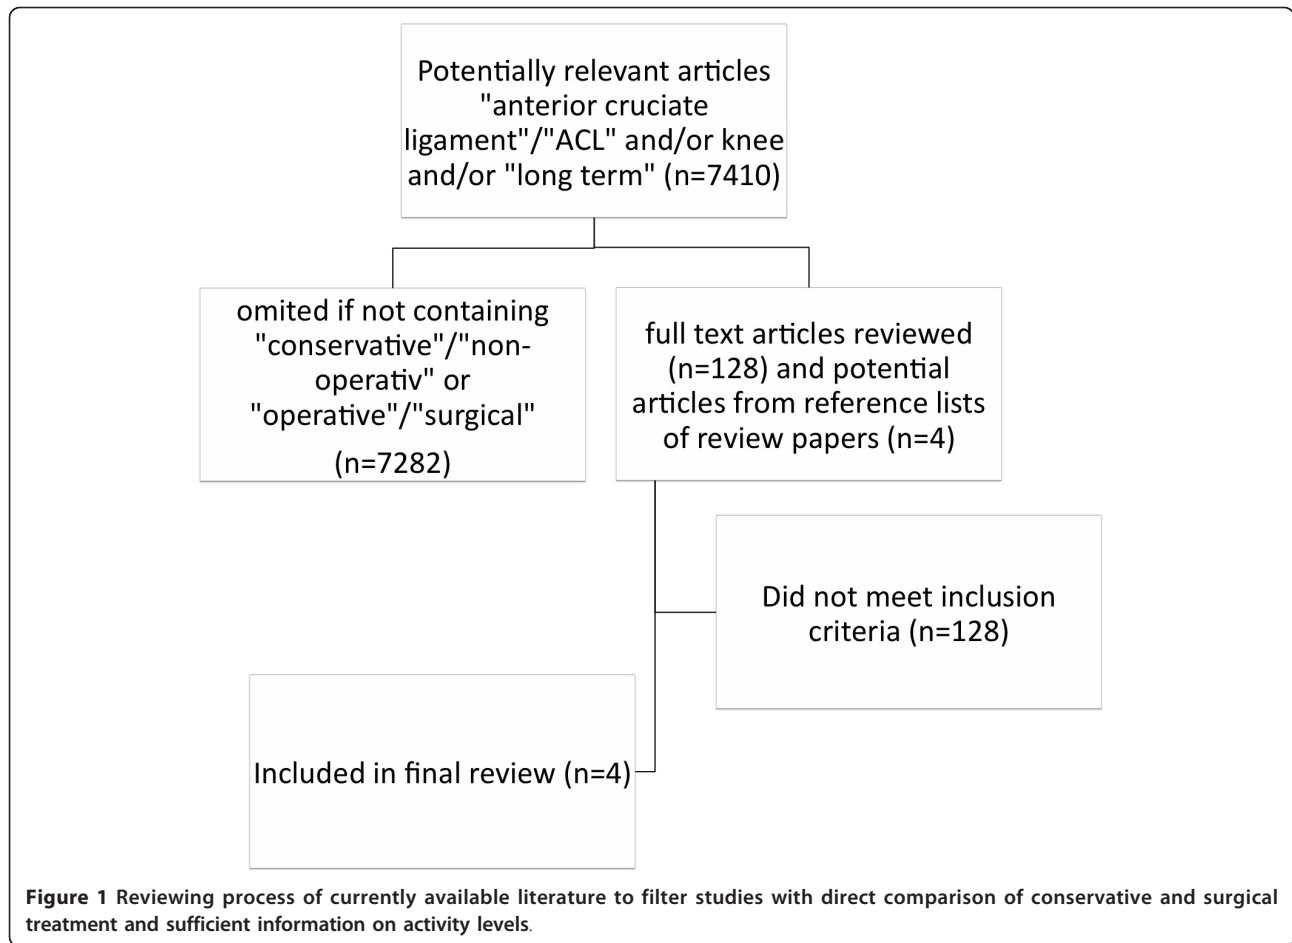 Potentially relevant articles
"anterior cruciate
ligament"/"ACL" and/or knee
and/or "long term" (n=7410)
omited if not containing
"conservative"/"non-
operativ" or
"operative"/"surgical"
(n=7282)
full text articles reviewed
(n=128) and potential
articles from reference lists
of review papers (n=4)
Did not meet inclusion
criteria (n=128)
Included in final review (n=4)
Figure 1 Reviewing process of currently available literature to filter studies with direct comparison of conservative and surgical
treatment and sufficient information on activity levels.